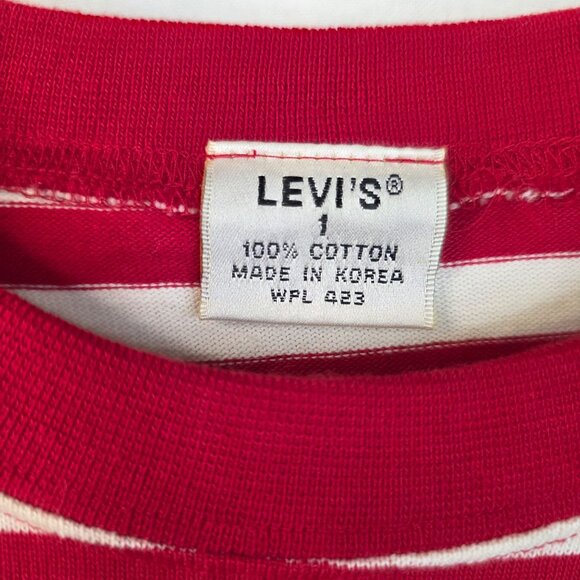 LEVI'S®
1
100% COTTON
MADE IN KOREA
WPL 423